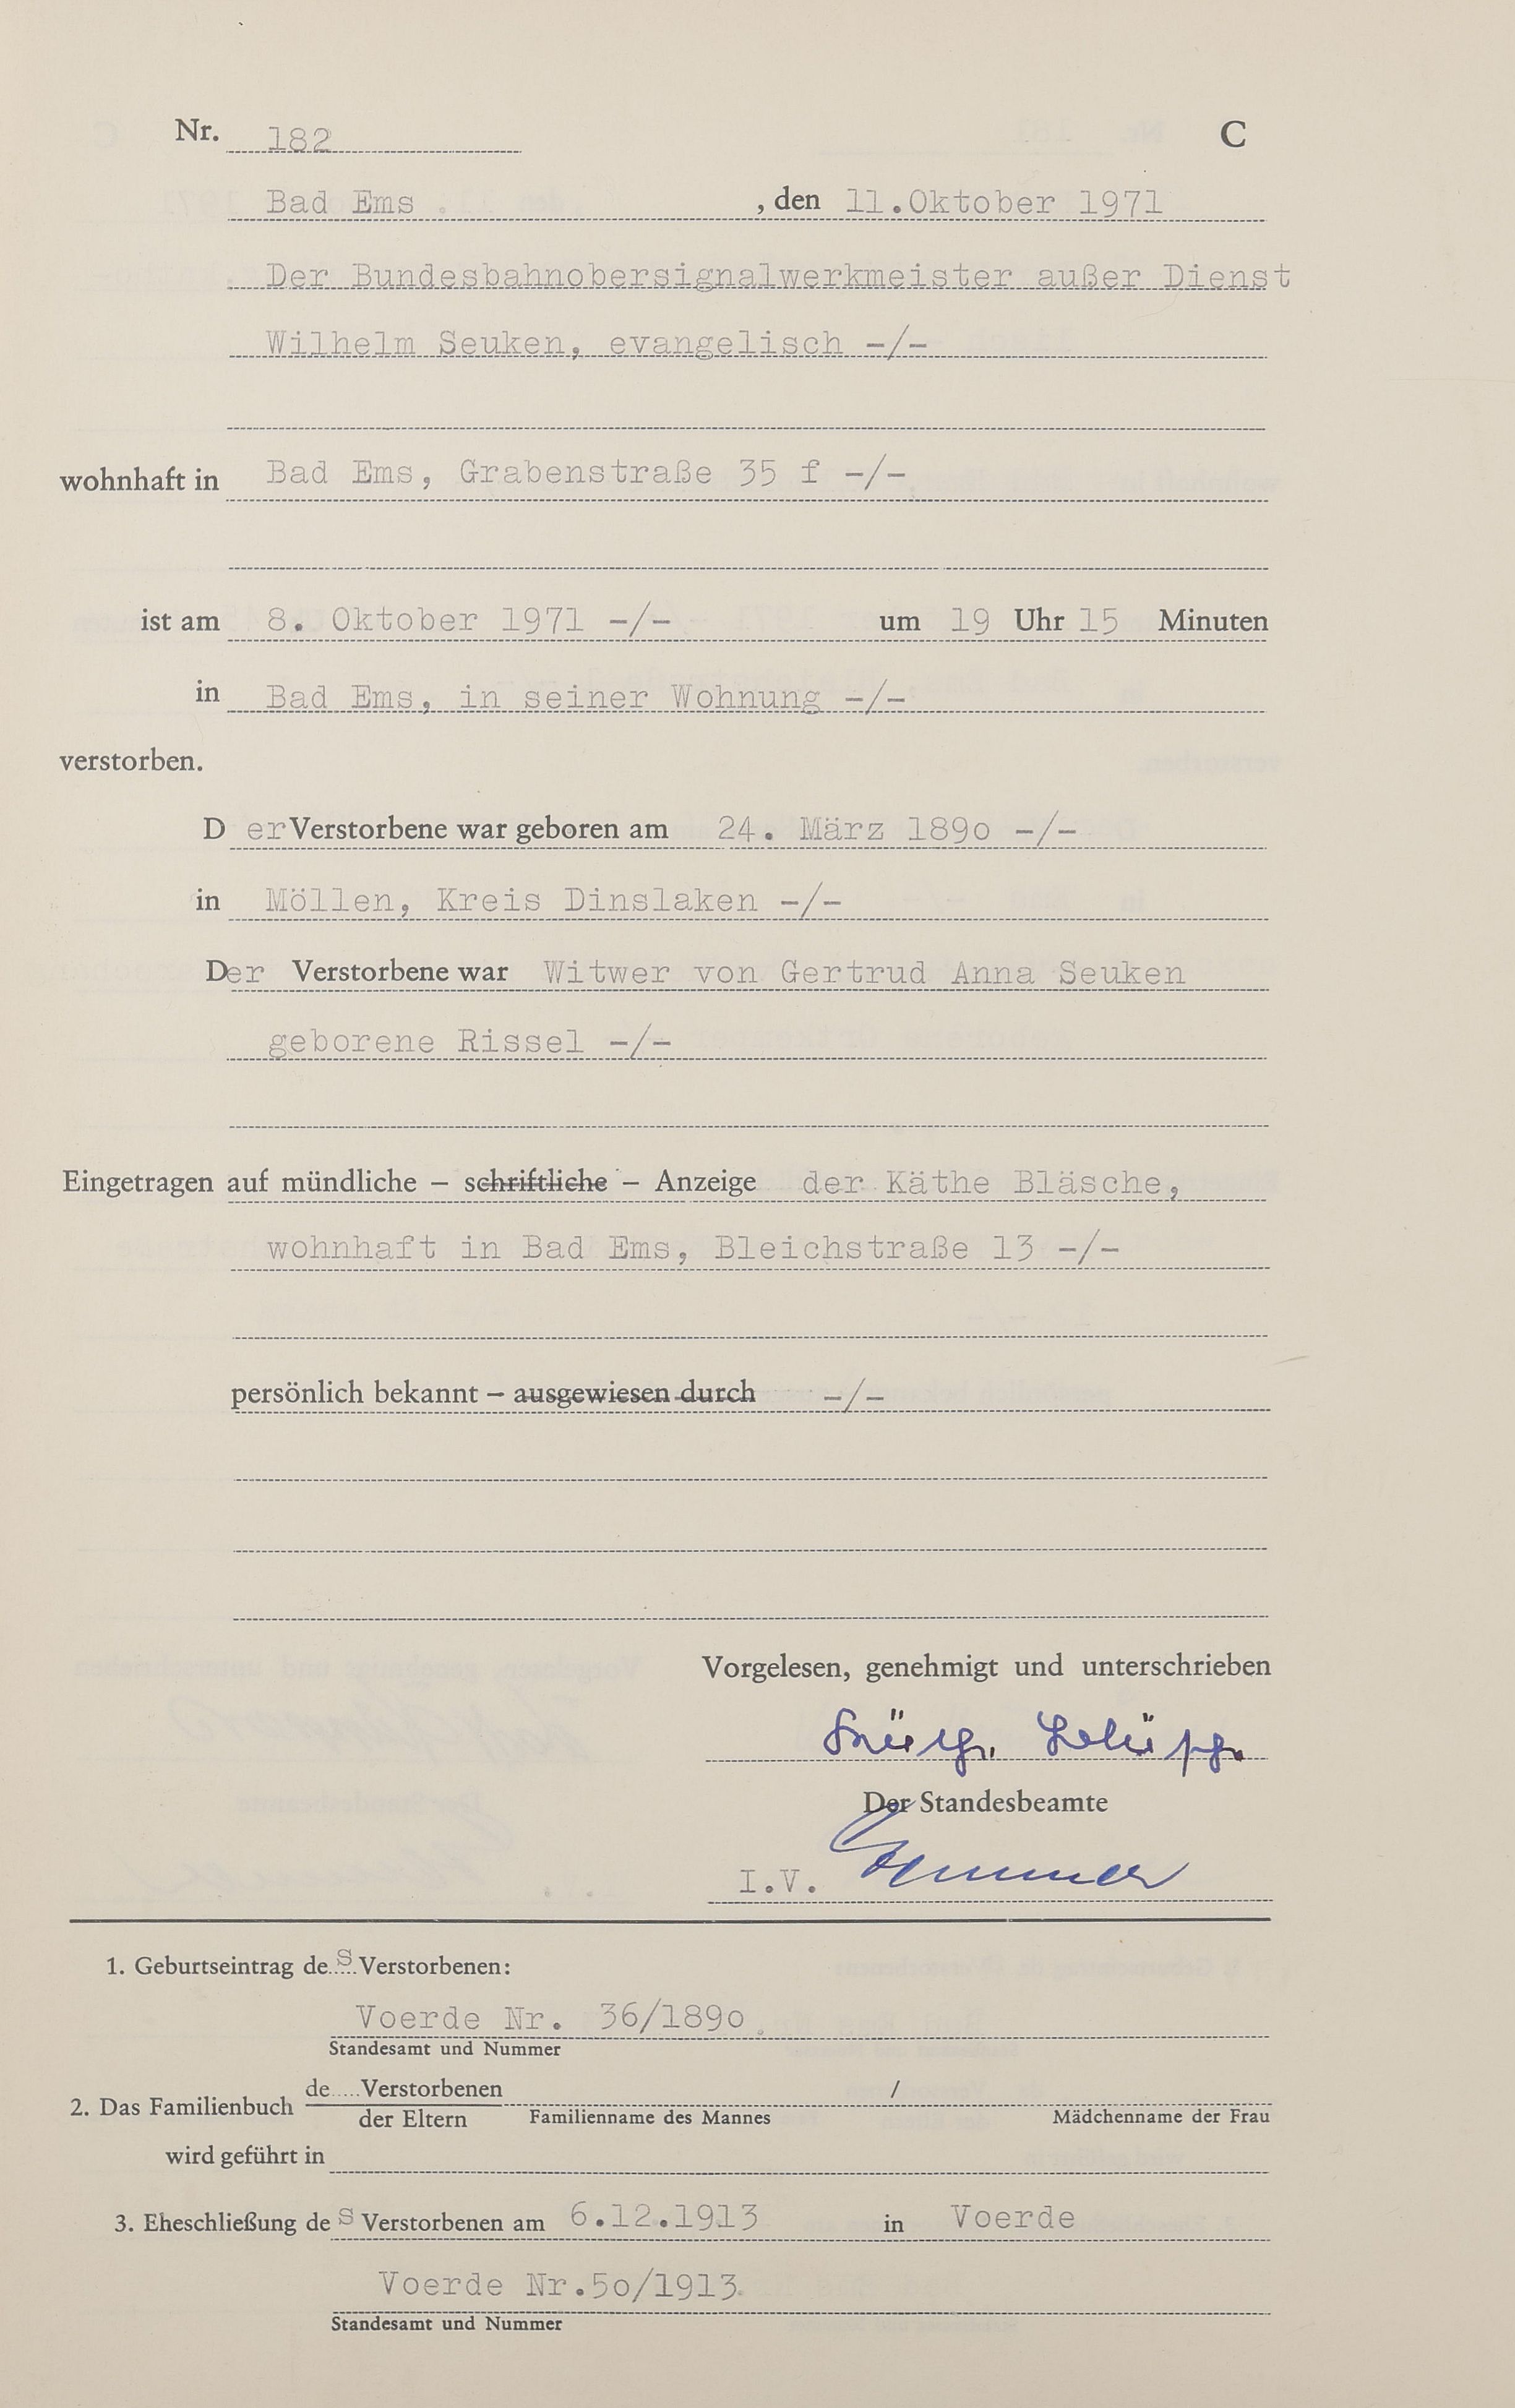 Nr. 182 C
Bad Ems , den 11.Oktober 1971
Der Bundesbahnobersignalwerkmeister außer Dienst
Wilhelm Seuken, evangelisch -/-
wohnhaft in Bad Ems, Grabenstraße 35 f -/-
ist am 8. Oktober 1971 -/- um 19 Uhr 15 Minuten
in Bad Ems, in seiner Wohnung -/-
verstorben.
D er Verstorbene war geboren am 24. März 1890 -/-
in Möllen, Kreis Dinslaken -/-
Der Verstorbene war Witwer von Gertrud Anna Seuken
geborene Rissel -/-
Eingetragen auf mündliche – schriftliche – Anzeige der Käthe Bläsche,
wohnhaft in Bad Ems, Bleichstraße 13 -/-
persönlich bekannt – ausgewiesen durch -/-
Vorgelesen, genehmigt und unterschrieben
Der Standesbeamte
I.V.
1. Geburtseintrag des Verstorbenen:
Voerde Nr. 36/1890
Standesamt und Nummer
2. Das Familienbuch de.....Verstorbenen /
der Eltern Familienname des Mannes Mädchenname der Frau
wird geführt in
3. Eheschließung des Verstorbenen am 6.12.1913 in Voerde
Voerde Nr.50/1913
Standesamt und Nummer